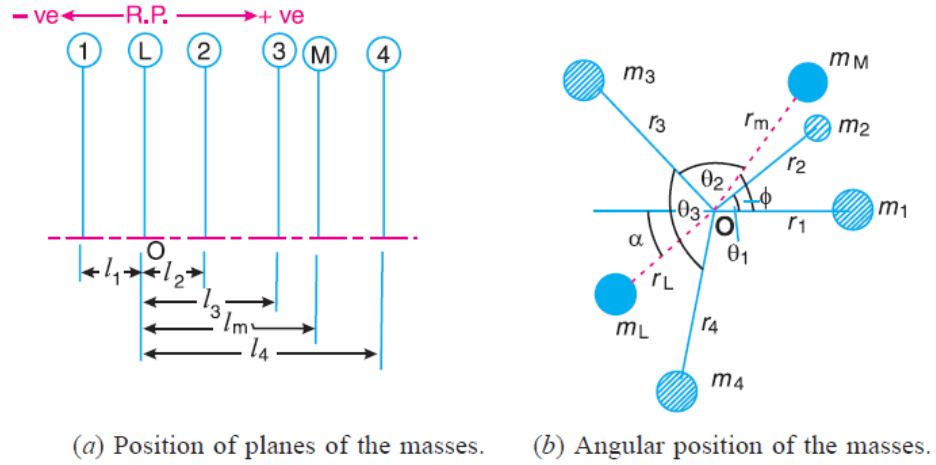 – ve R.P. + ve
1 L 2 3 M 4
O
l1 l2
l3
lm
l4
m3 mM
r3 rm m2
θ2 r2
ϕ
θ3 O r1 m1
α θ1
rL
mL r4
m4
(a) Position of planes of the masses. (b) Angular position of the masses.